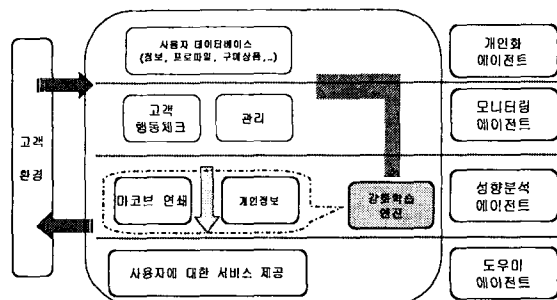 사용자 데이터베이스
(정보, 프로파일, 구매상품,..)
개인화
에이전트
고객
행동체크
관리
모니터링
에이전트
고객
환경
마코브 연쇄
개인정보
강화학습
엔진
성향분석
에이전트
사용자에 대한 서비스 제공
도우미
에이전트